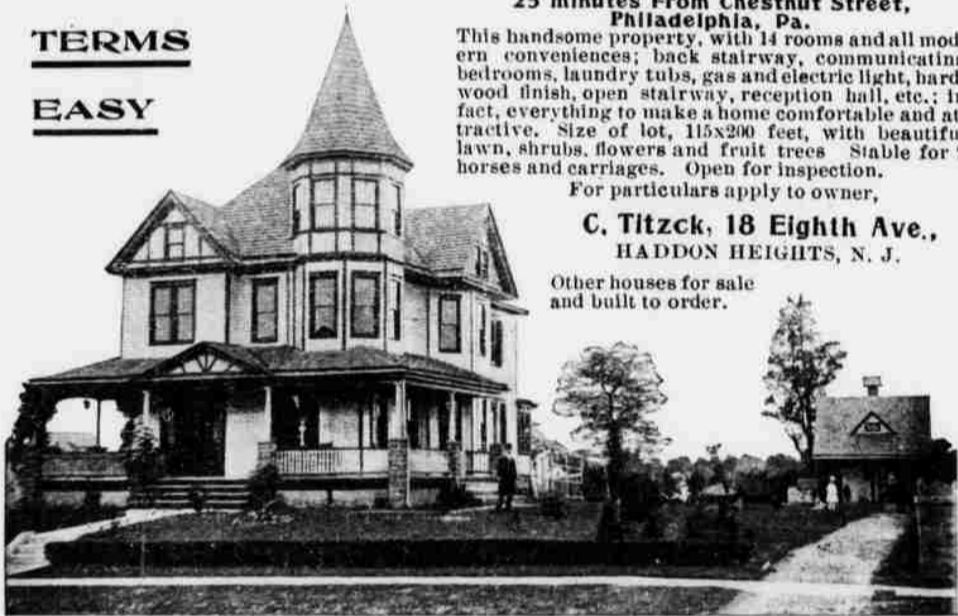 TERMS
EASY
25 Minutes From Chestnut Street,
Philadelphia, Pa.
This handsome property, with 14 rooms and all mod-
ern conveniences; back stairway, communicating
bedrooms, laundry tubs, gas and electric light, hard-
wood finish, open stairway, reception hall, etc.; in
fact, everything to make a home comfortable and at-
tractive. Size of lot, 115x200 feet, with beautiful
lawn, shrubs, flowers and fruit trees Stable for
horses and carriages. Open for inspection.
For particulars apply to owner,
C. Titzck, 18 Eighth Ave.,
HADDON HEIGHTS, N. J.
Other houses for sale
and built to order.